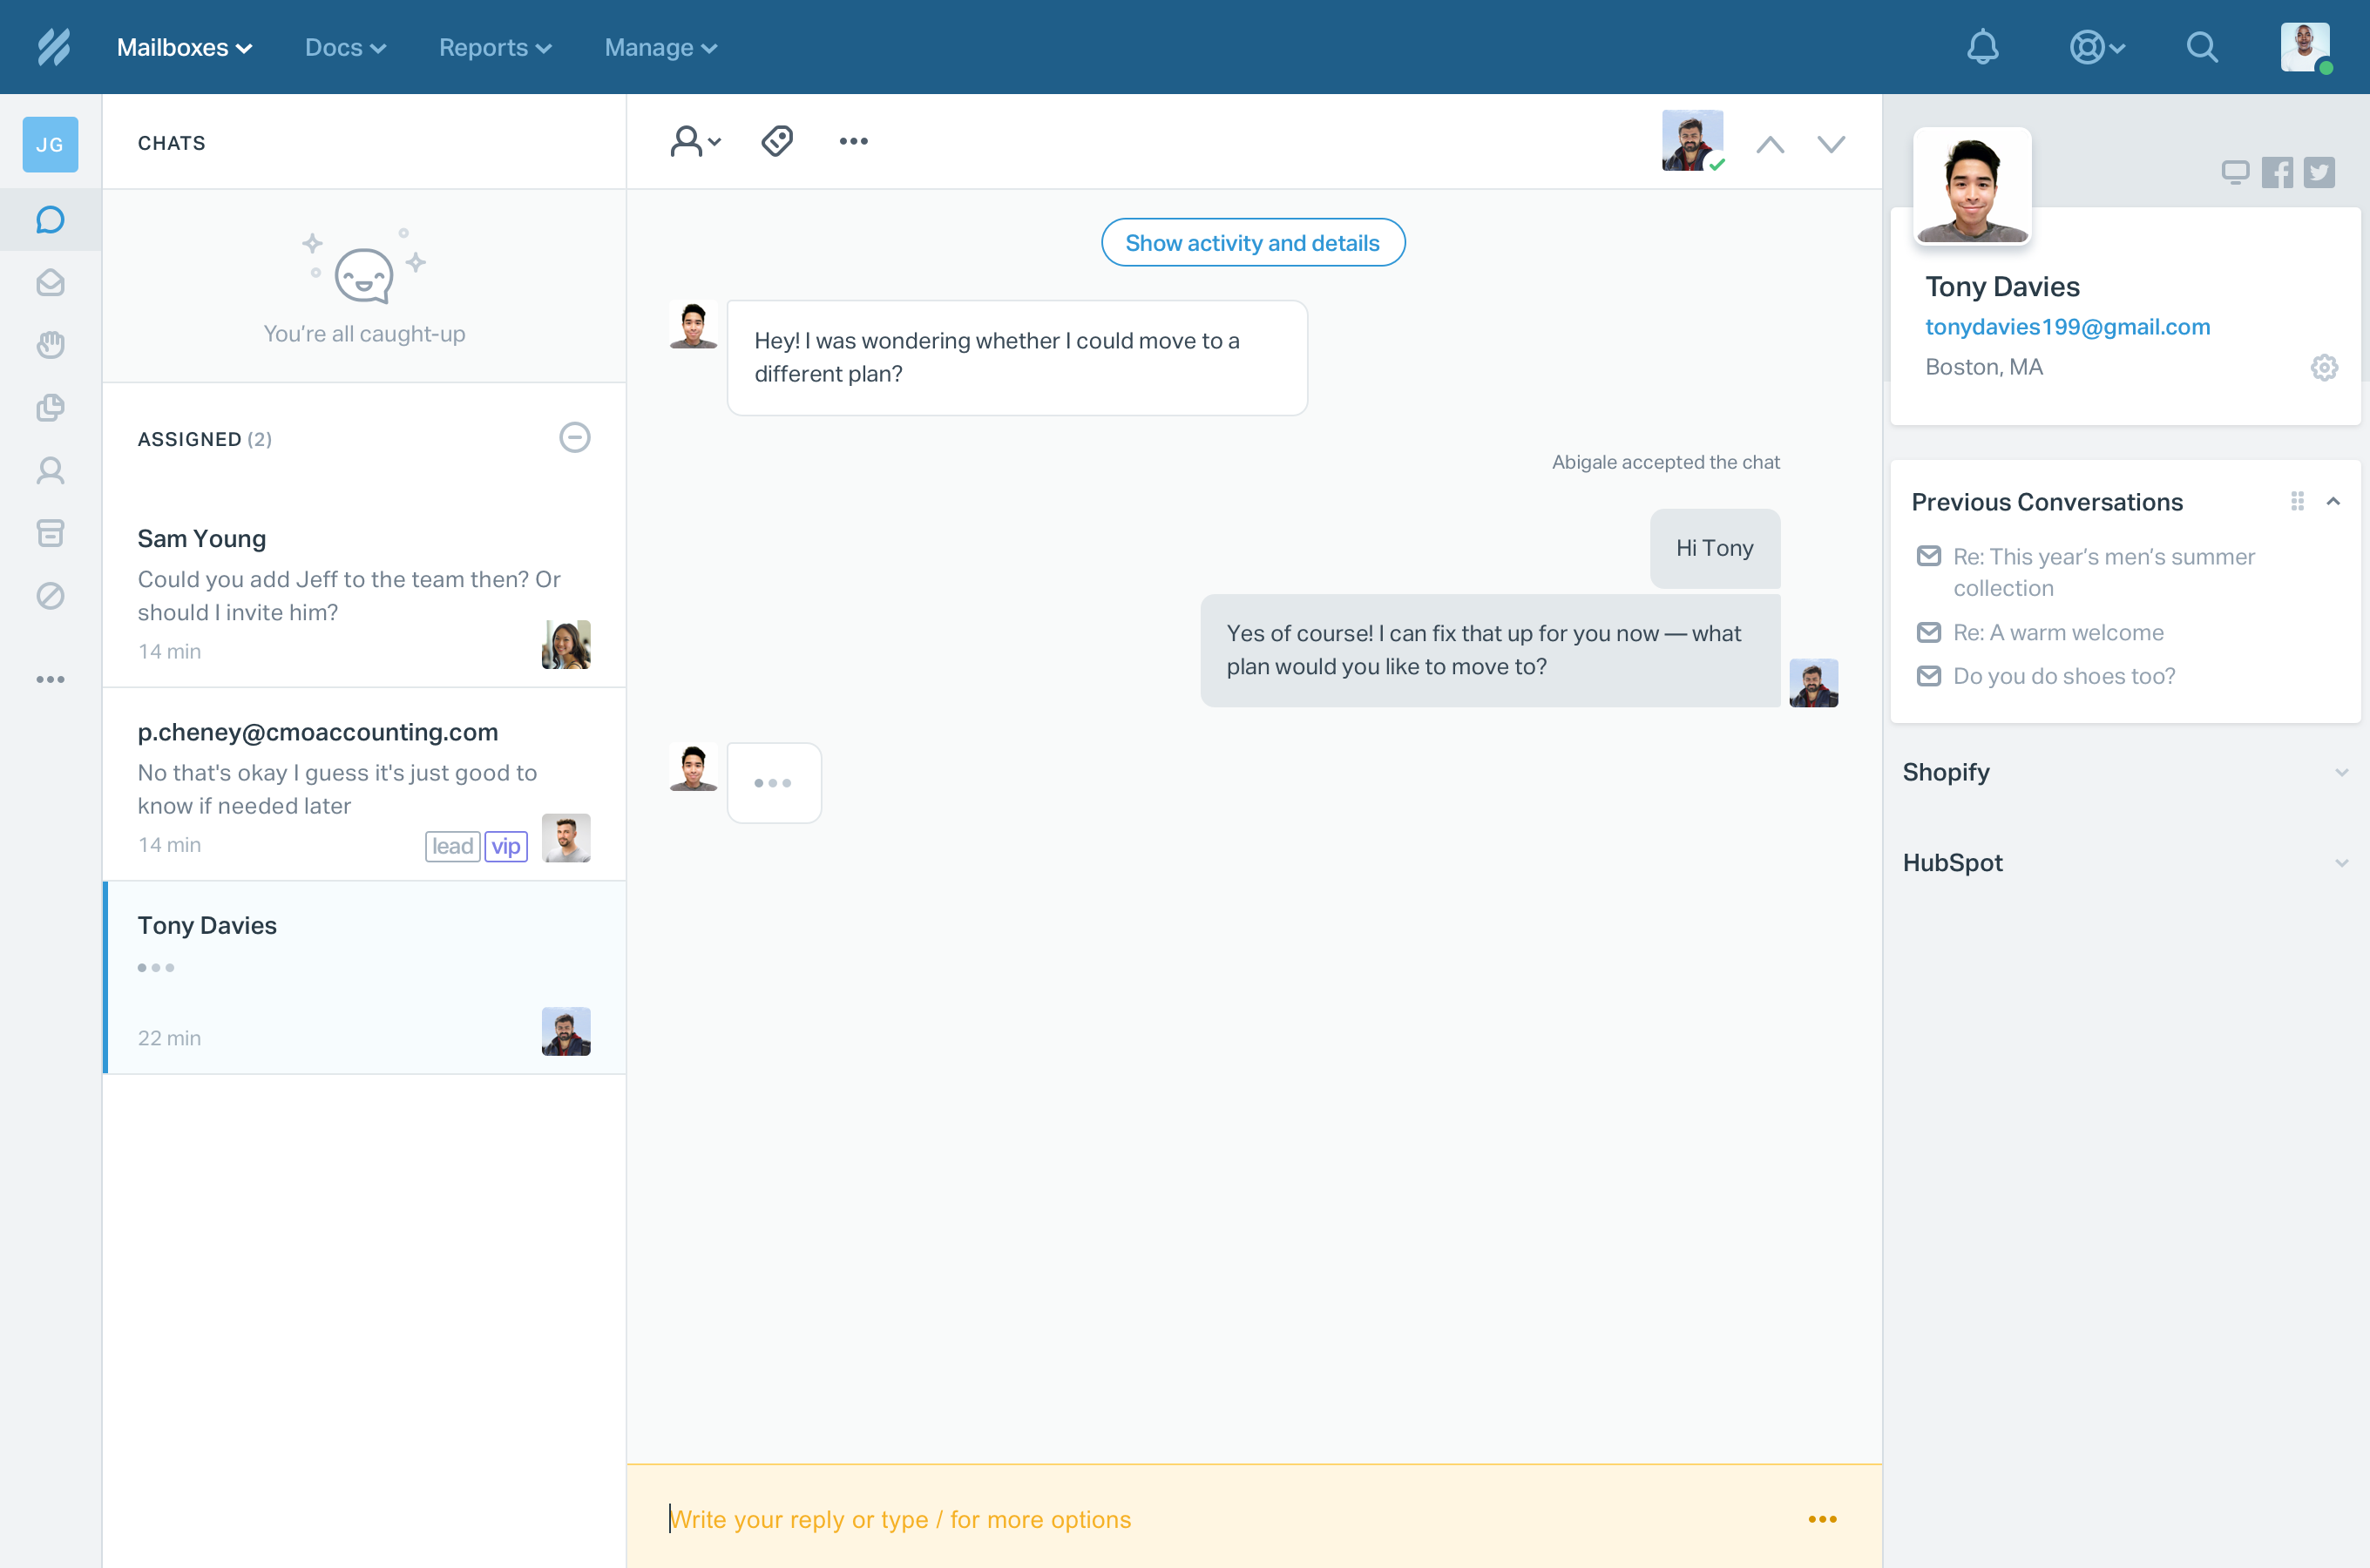 Mailboxes Docs Reports Manage
JG
CHATS
You’re all caught-up
ASSIGNED (2)
Sam Young
Could you add Jeff to the team then? Or
should I invite him?
14 min
p.cheney@cmoaccounting.com
No that's okay I guess it's just good to
know if needed later
14 min lead vip
Tony Davies
22 min
Show activity and details
Hey! I was wondering whether I could move to a
different plan?
Abigale accepted the chat
Hi Tony
Yes of course! I can fix that up for you now — what
plan would you like to move to?
Write your reply or type / for more options
Tony Davies
tonydavies199@gmail.com
Boston, MA
Previous Conversations
Re: This year’s men’s summer
collection
Re: A warm welcome
Do you do shoes too?
Shopify
HubSpot